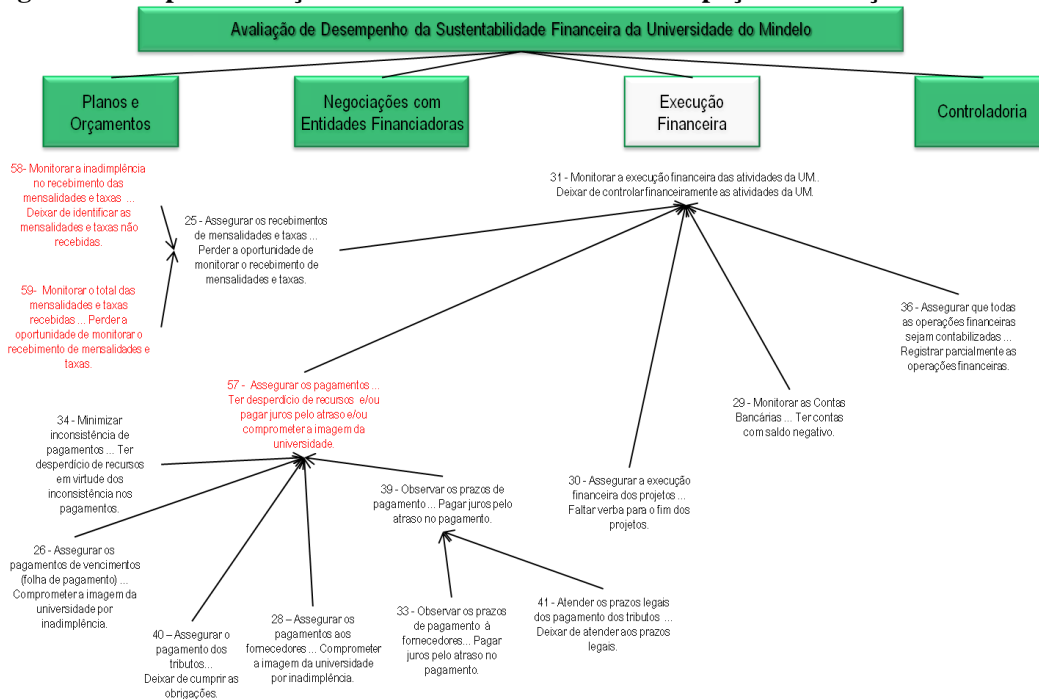 Avaliação de Desempenho da Sustentabilidade Financeira da Universidade do Mindelo
Planos e
Orçamentos
Negociações com
Entidades Financiadoras
Execução
Financeira
Controladoria
58- Monitorar a inadimplência
no recebimento das
mensalidades e taxas. ...
Deixar de identificar as
mensalidades e taxas não
recebidas.
31 - Monitorar a execução financeira das atividades da UM..
Deixar de controlar financeiramente as atividades da UM.
25 - Assegurar os recebimentos
de mensalidades e taxas ...
Perder a oportunidade de
monitorar o recebimento de
mensalidades e taxas.
59- Monitorar o total das
mensalidades e taxas
recebidas ... Perder a
a oportunidade de monitorar o
recebimento de mensalidades e
taxas.
36 - Assegurar que todas
as operações financeiras
sejam contabilizadas ...
Registrar parcialmente as
operações financeiras.
57 - Assegurar os pagamentos ...
Ter desperdício de recursos e/ou
pagar juros pelo atraso e/ou
comprometer a imagem da
universidade.
29 - Monitorar as Contas
Bancárias ... Ter contas
com saldo negativo.
34 - Minimizar
inconsistência de
pagamentos ... Ter
desperdício de recursos
em virtude dos
inconsistência nos
pagamentos.
30 - Assegurar a execução
financeira dos projetos ...
Faltar verba para o fim dos
projetos.
39 - Observar os prazos de
pagamento ... Pagar juros pelo
atraso no pagamento.
26 - Assegurar os
pagamentos de vencimentos
(folha de pagamento) ...
Comprometer a imagem da
universidade por
inadimplência.
40 – Assegurar o
pagamento dos
tributos...
Deixar de cumprir as
obrigações.
28 – Assegurar os
pagamentos aos
fornecedores ... Comprometer
a imagem da universidade
por inadimplência.
33 - Observar os prazos
de pagamento à
fornecedores... Pagar
juros pelo atraso no
pagamento.
41 - Atender os prazos legais
dos pagamento dos tributos ...
Deixar de atender aos prazos
legais.